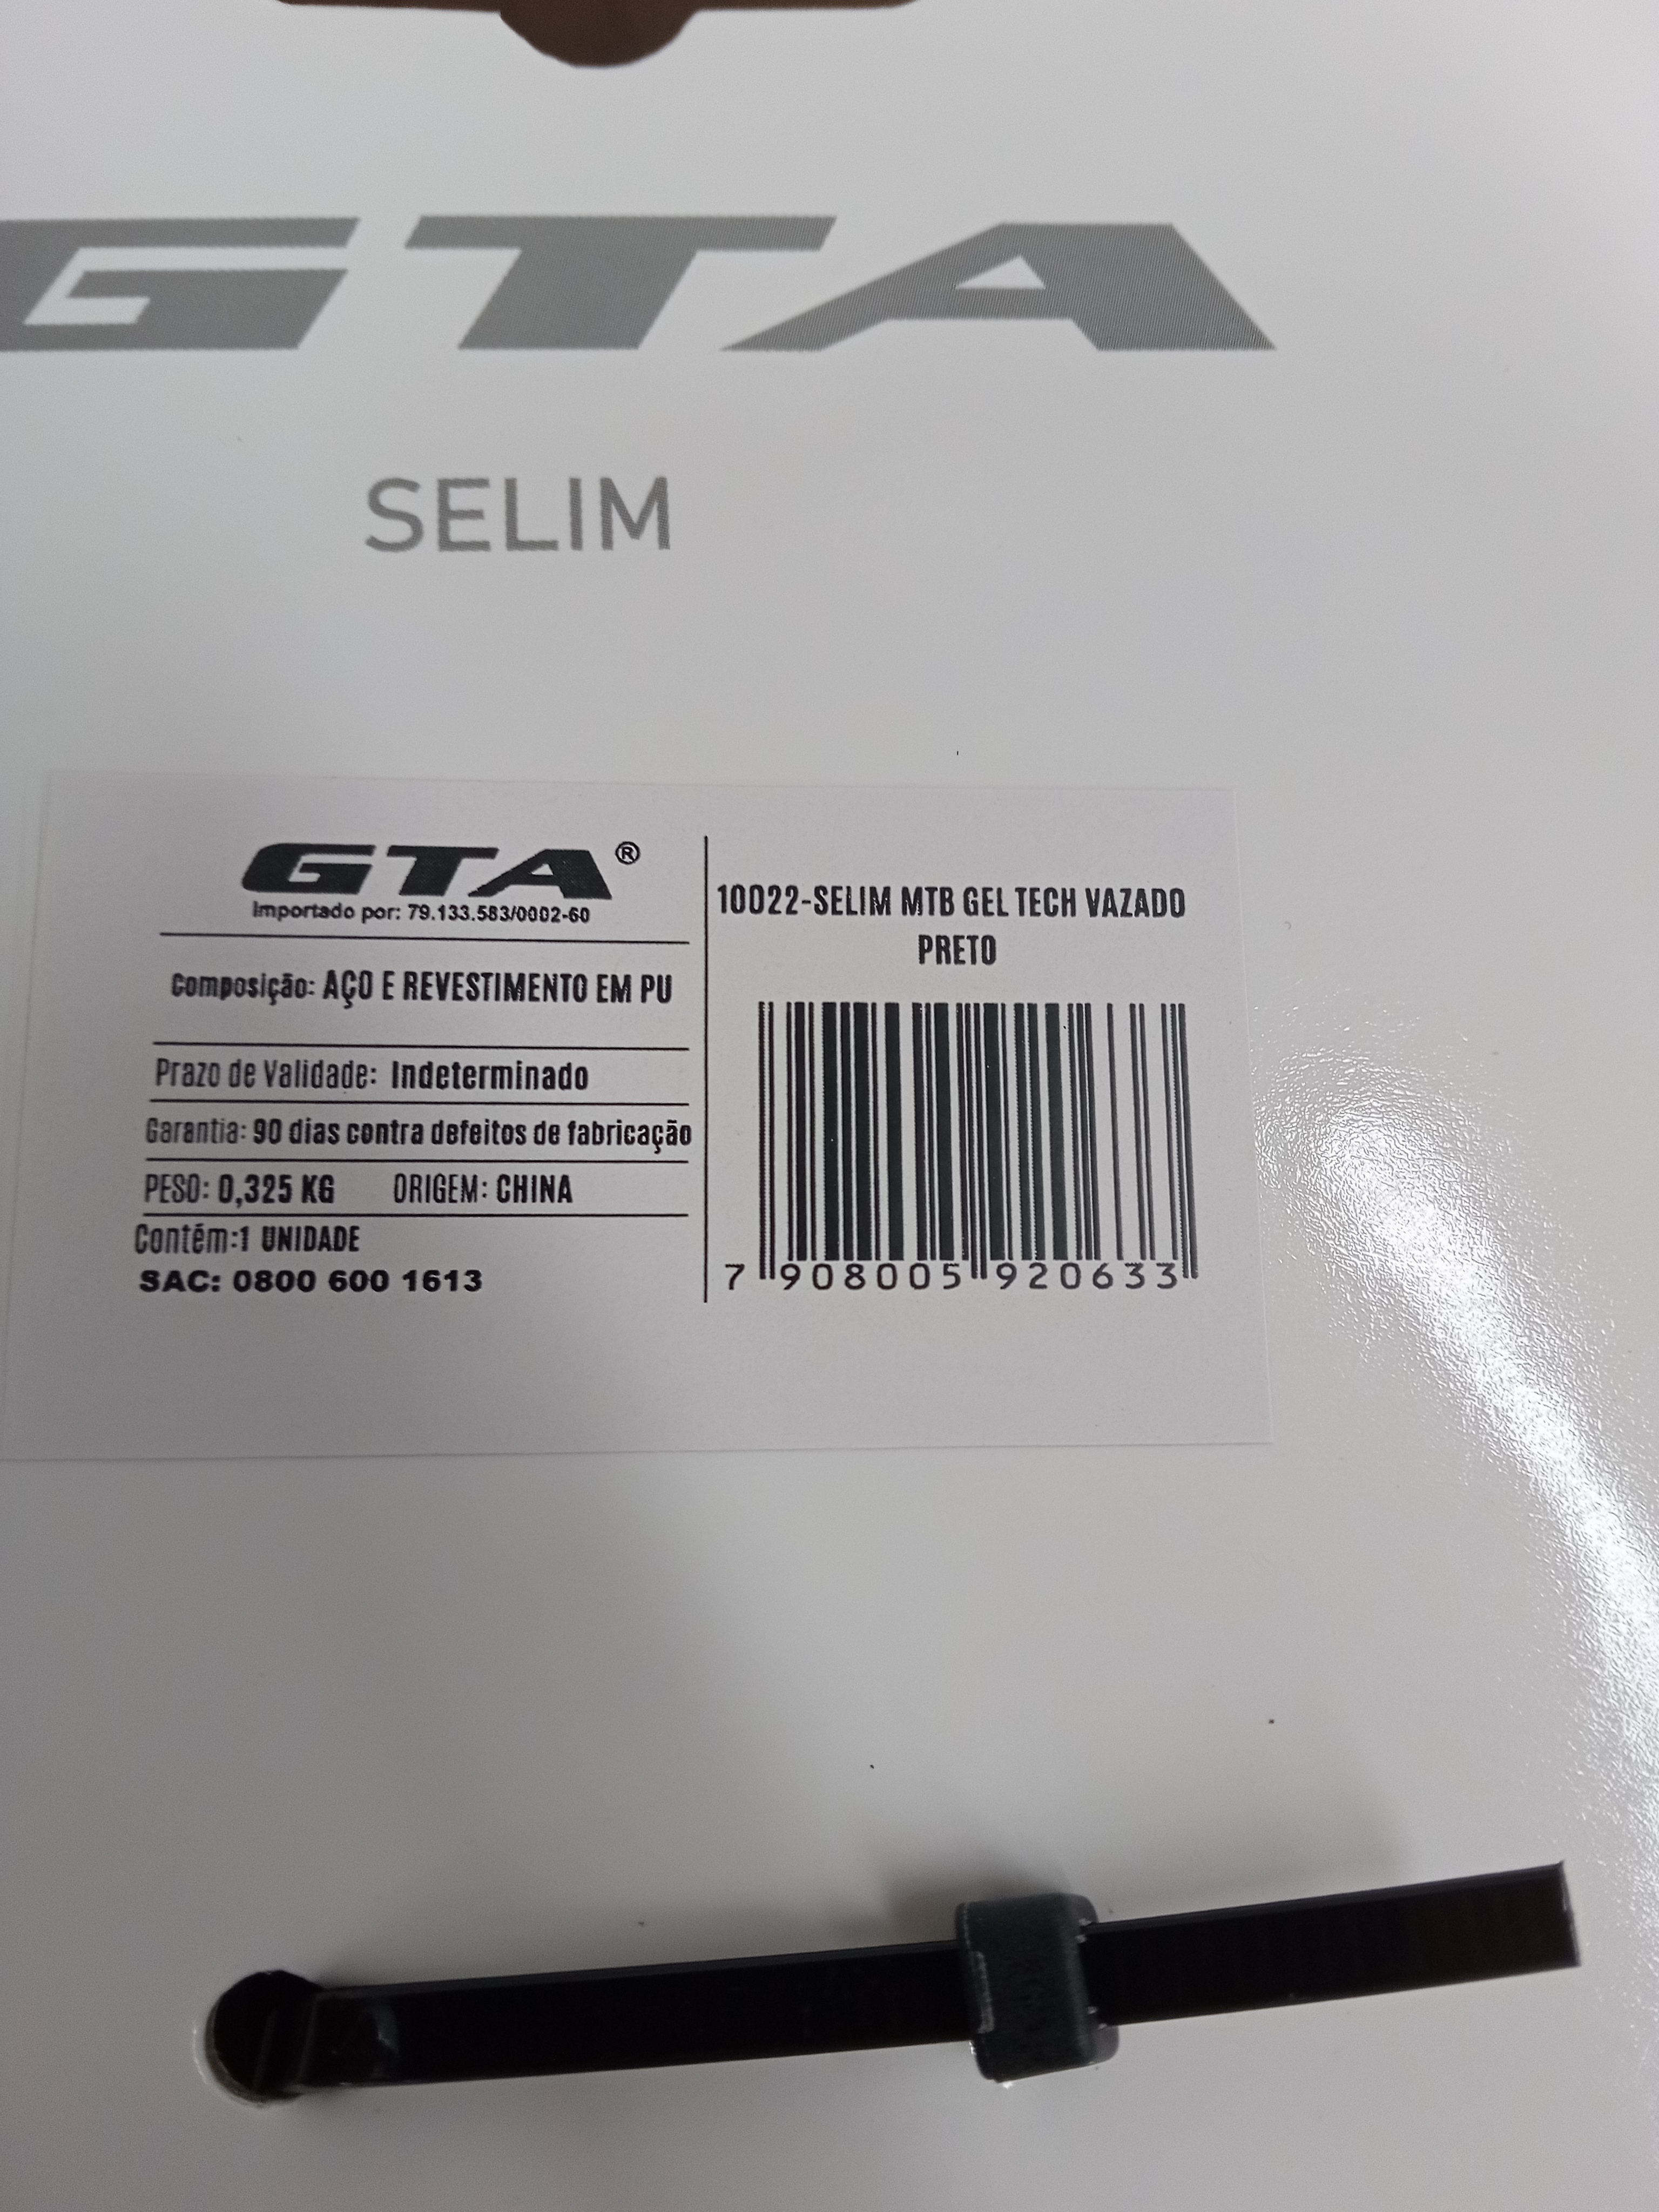 GTA
SELIM
GTA®
Importado por: 79.133.583/0002-60
Composição: AÇO E REVESTIMENTO EM PU
Prazo de Validade: Indeterminado
Garantia: 90 dias contra defeitos de fabricação
PESO: 0,325 KG ORIGEM: CHINA
Contém:1 UNIDADE
SAC: 0800 600 1613
10022-SELIM MTB GEL TECH VAZADO
PRETO
7 908005 920633